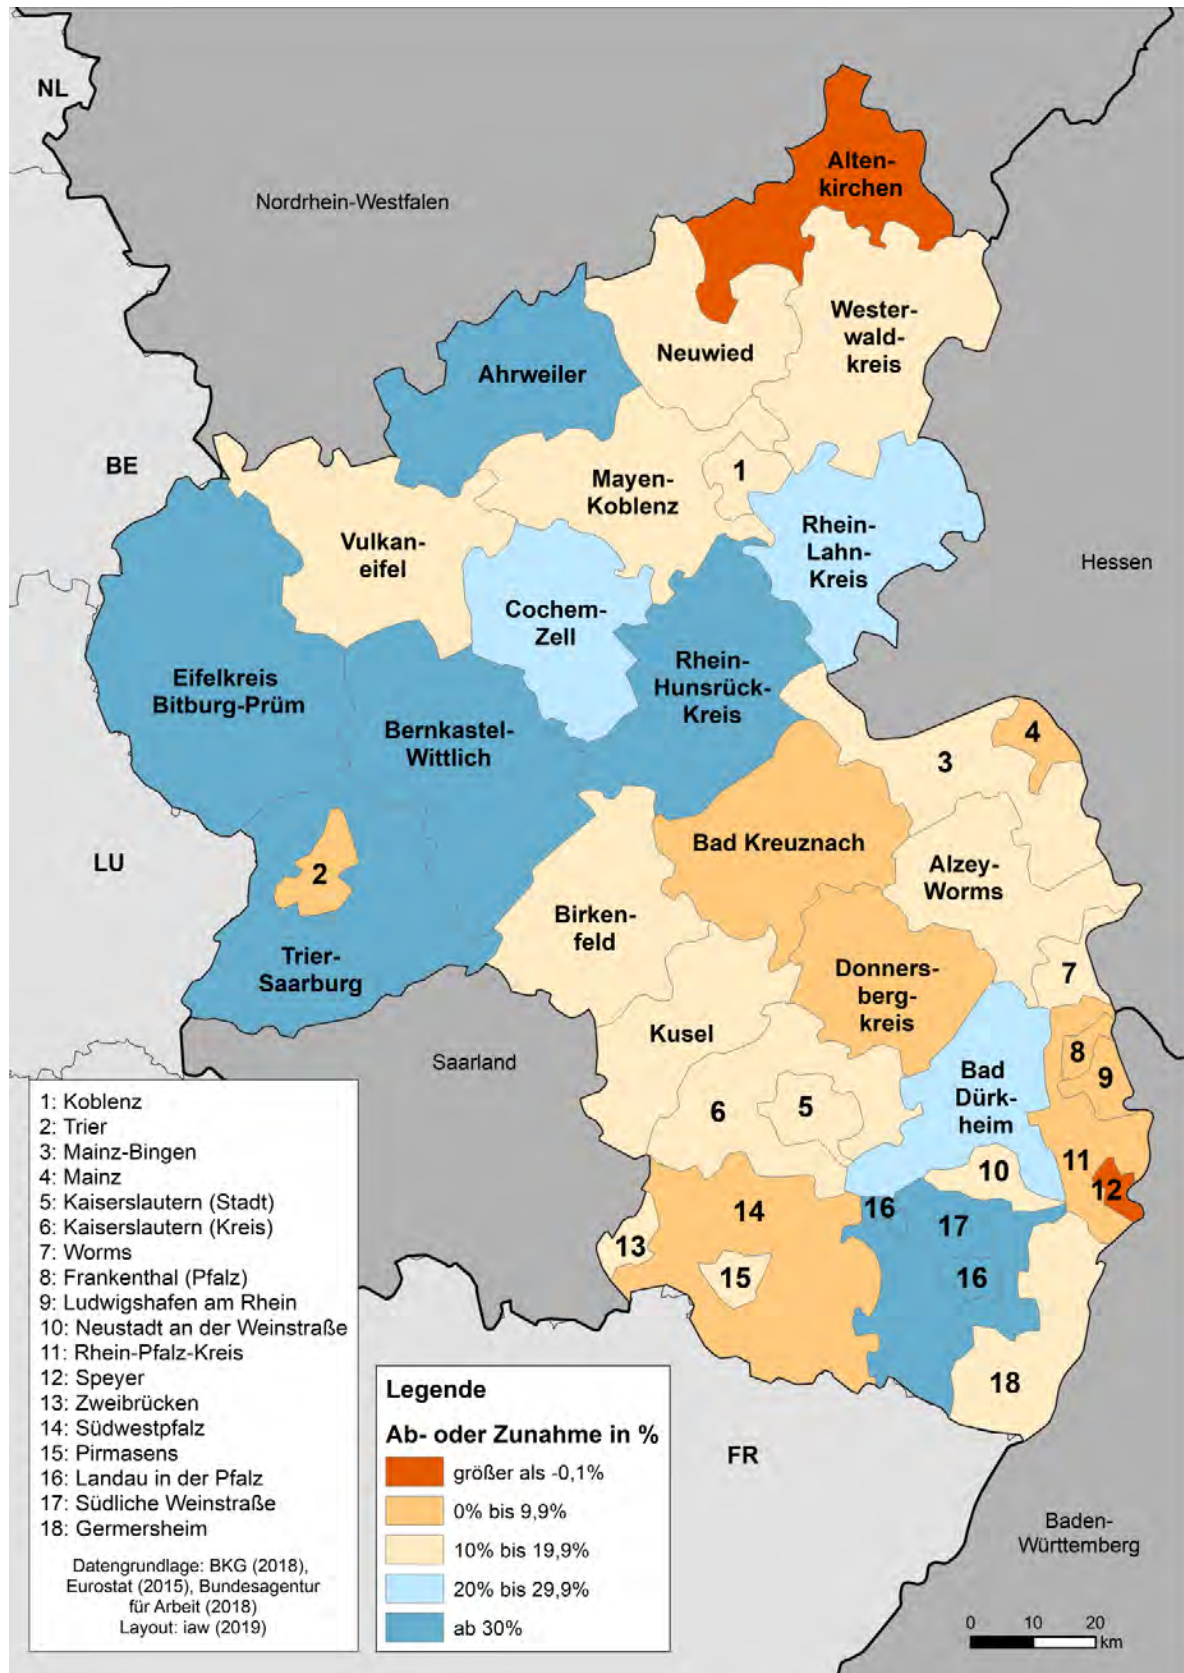 NL
Nordrhein-Westfalen
Alten-
kirchen
Wester-
wald-
kreis
Neuwied
Ahrweiler
BE
Mayen-
Koblenz
1
Rhein-
Lahn-
Kreis
Hessen
Vulkan-
eifel
Cochem-
Zell
Eifelkreis
Bitburg-Prüm
Rhein-
Hunsrück-
Kreis
Bernkastel-
Wittlich
4
3
LU
2
Bad Kreuznach
Alzey-
Worms
Birken-
feld
Trier-
Saarburg
Donners-
berg-
kreis
7
Kusel
Saarland
8
9
Bad
Dürk-
heim
6
5
11
10
12
16
14
17
13
15
16
18
FR
Baden-
Württemberg
1: Koblenz
2: Trier
3: Mainz-Bingen
4: Mainz
5: Kaiserslautern (Stadt)
6: Kaiserslautern (Kreis)
7: Worms
8: Frankenthal (Pfalz)
9: Ludwigshafen am Rhein
10: Neustadt an der Weinstraße
11: Rhein-Pfalz-Kreis
12: Speyer
13: Zweibrücken
14: Südwestpfalz
15: Pirmasens
16: Landau in der Pfalz
17: Südliche Weinstraße
18: Germersheim
Datengrundlage: BKG (2018),
Eurostat (2015), Bundesagentur
für Arbeit (2018)
Layout: iaw (2019)
Legende
Ab- oder Zunahme in %
größer als -0,1%
0% bis 9,9%
10% bis 19,9%
20% bis 29,9%
ab 30%
0 10 20
km